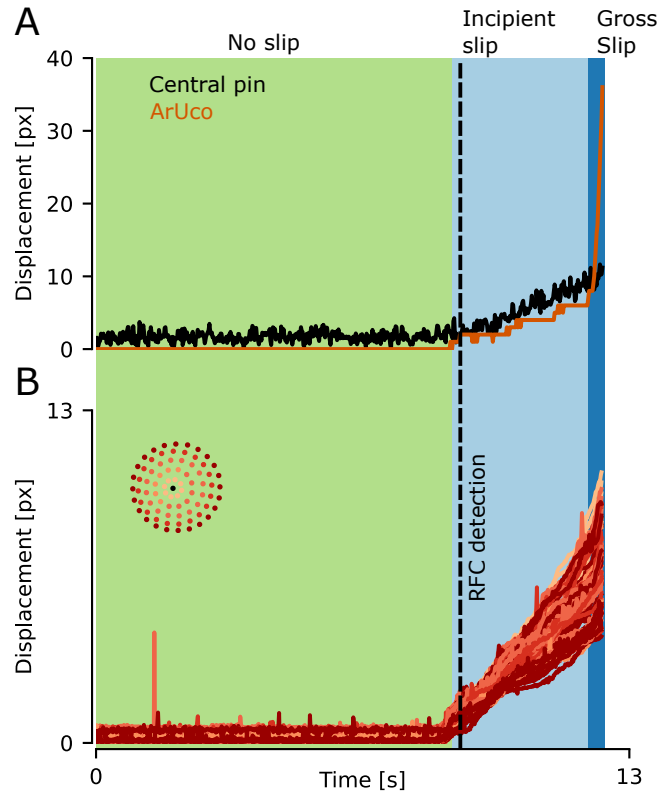 A
No slip
Incipient
slip
Gross
Slip
40
30
20
10
0
Displacement [px]
Central pin
ArUco
B
13
0
Displacement [px]
RFC detection
0
Time [s]
13